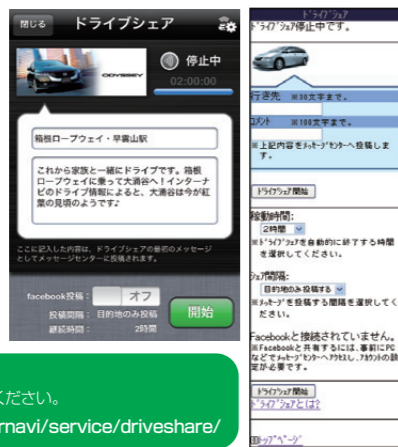 閉じる
ドライブシェア
ODYSSEY
停止中
02:00:00
箱根ロープウェイ・早雲山駅
これから家族と一緒にドライブです。箱根
ロープウェイに乗って大涌谷へ！インターナ
ビのドライブ情報によると、大涌谷は今が紅
葉の見頃のようです♪
ここに記入した内容は、ドライブシェアの最初のメッセージ
としてメッセージセンターに投稿されます。
facebook投稿：
オフ
投稿間隔： 目的地のみ投稿
継続時間： 2時間
開始
ください。
rnavi/service/driveshare/
ﾄﾞﾗｲﾌﾞｼｪｱ
ﾄﾞﾗｲﾌﾞｼｪｱ停止中です。
行き先 ※30文字まで。
ｺﾒﾝﾄ ※100文字まで。
※上記内容をﾒｯｾｰｼﾞｾﾝﾀｰへ投稿しま
す。
ﾄﾞﾗｲﾌﾞｼｪｱ開始
稼動時間：
2時間
※ﾄﾞﾗｲﾌﾞｼｪｱを自動的に終了する時間
を選択してください。
ｼｪｱ間隔：
目的地のみ投稿する
※ﾒｯｾｰｼﾞを投稿する間隔を選択してく
ださい。
Facebookと接続されていません。
※Facebookと共有するには、事前にPC
などでﾒｯｾｰｼﾞｾﾝﾀｰへｱｸｾｽし、ｱｶｳﾝﾄの設
定が必要です。
ﾄﾞﾗｲﾌﾞｼｪｱ開始
ﾄﾞﾗｲﾌﾞｼｪｱとは?
ﾄｯﾌﾟﾍﾟｰｼﾞ